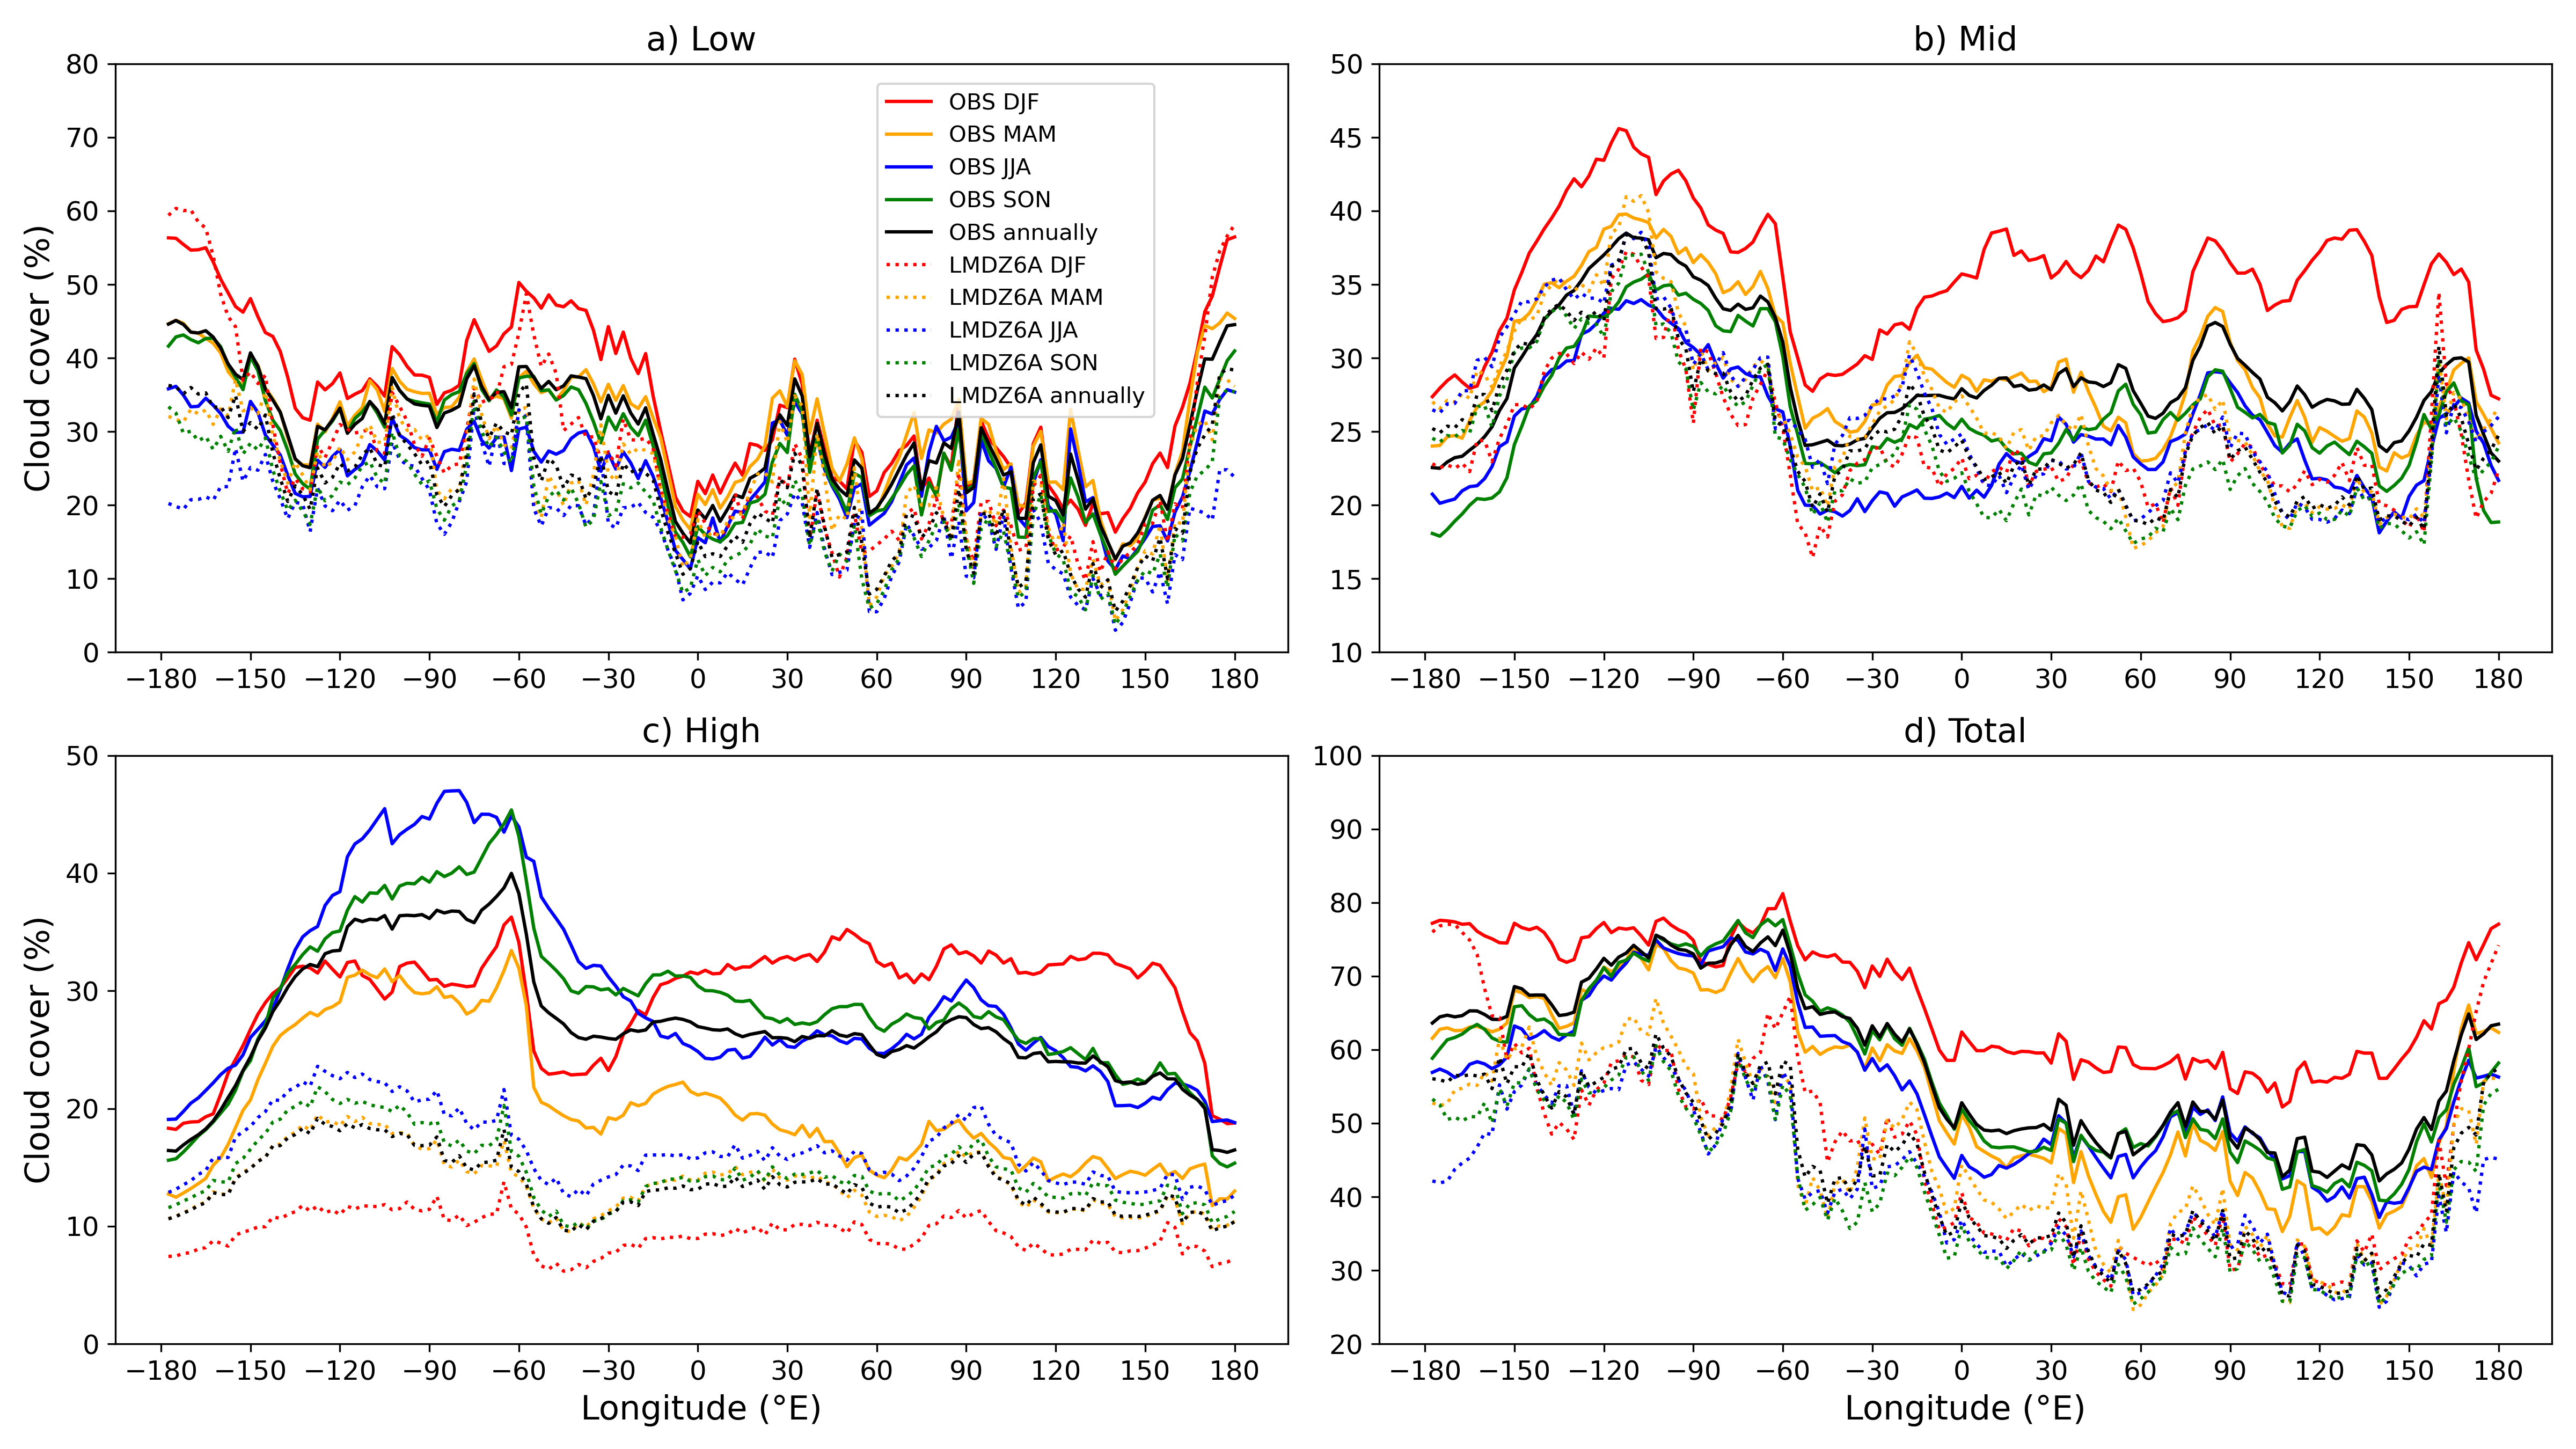 a) Low
b) Mid
Cloud cover (%)
80
70
60
50
40
30
20
10
0
−180 −150 −120 −90 −60 −30 0 30 60 90 120 150 180
OBS DJF
OBS MAM
OBS JJA
OBS SON
OBS annually
LMDZ6A DJF
LMDZ6A MAM
LMDZ6A JJA
LMDZ6A SON
LMDZ6A annually
50
45
40
35
30
25
20
15
10
−180 −150 −120 −90 −60 −30 0 30 60 90 120 150 180
c) High
d) Total
Cloud cover (%)
50
40
30
20
10
0
−180 −150 −120 −90 −60 −30 0 30 60 90 120 150 180
Longitude (°E)
100
90
80
70
60
50
40
30
20
−180 −150 −120 −90 −60 −30 0 30 60 90 120 150 180
Longitude (°E)